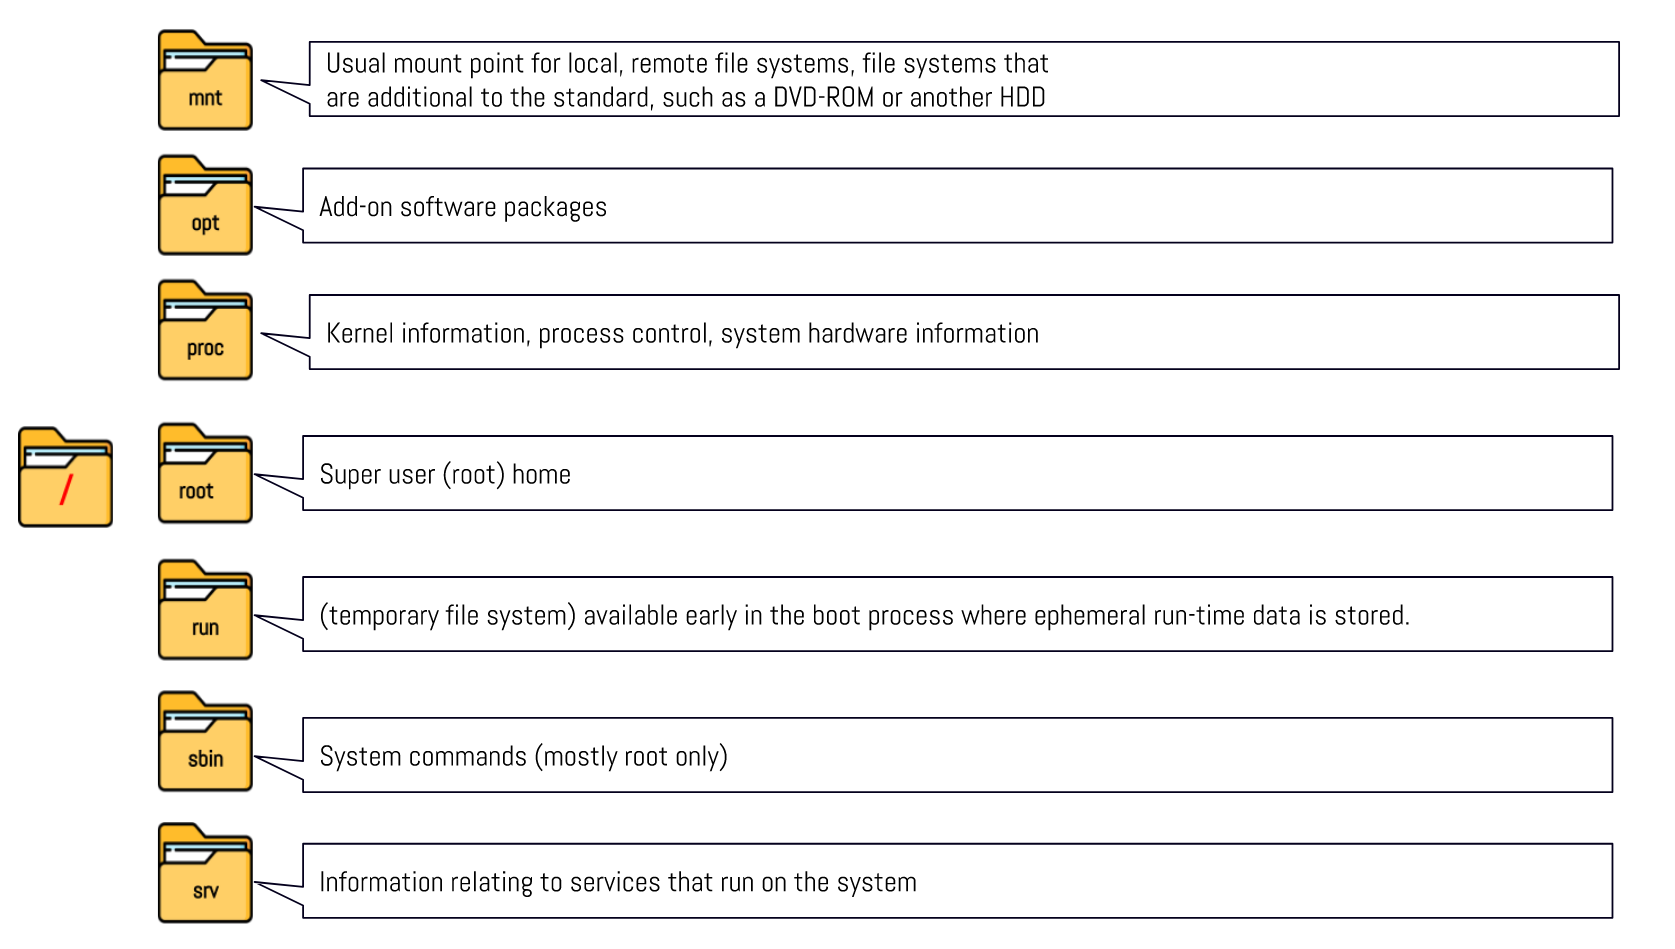 mnt
Usual mount point for local, remote file systems, file systems that
are additional to the standard, such as a DVD-ROM or another HDD
opt
Add-on software packages
proc
Kernel information, process control, system hardware information
/
root
Super user (root) home
run
(temporary file system) available early in the boot process where ephemeral run-time data is stored.
sbin
System commands (mostly root only)
srv
Information relating to services that run on the system